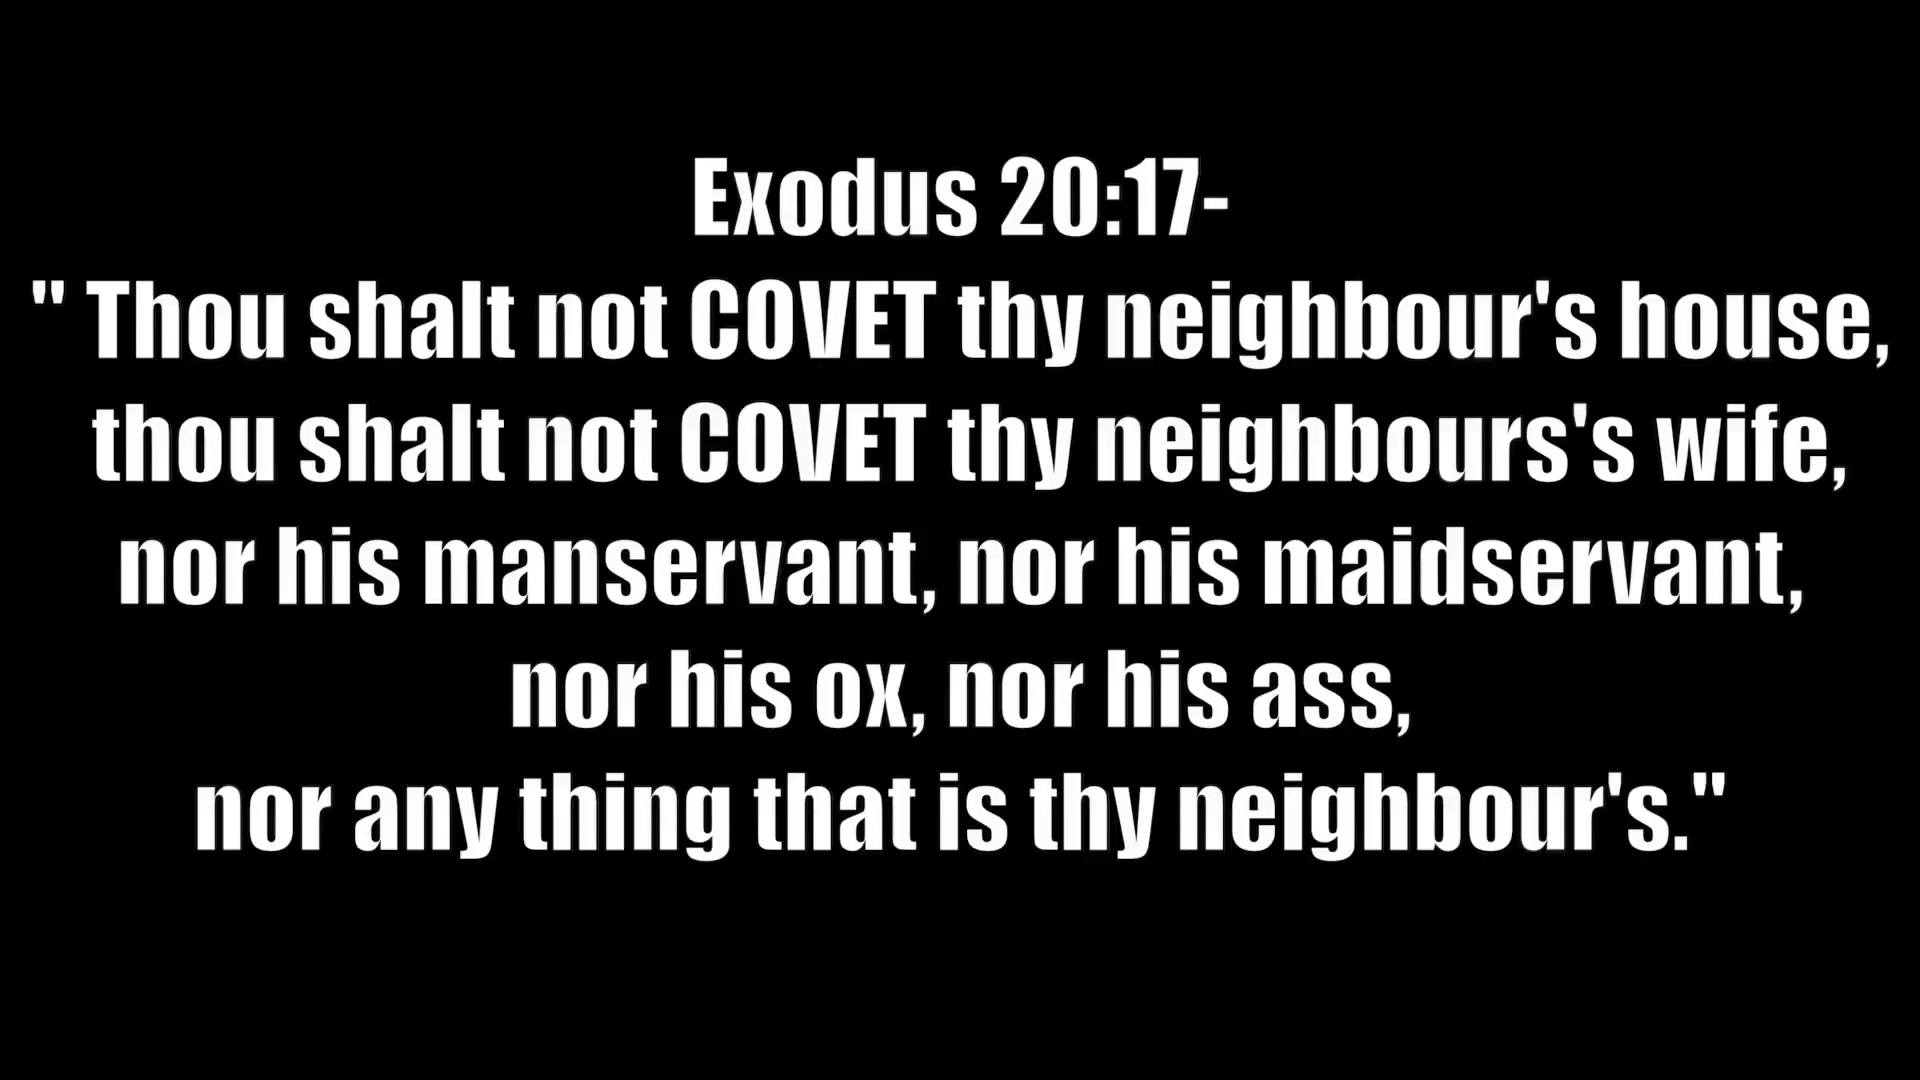 Exodus 20:17-
" Thou shalt not COVET thy neighbour's house,
thou shalt not COVET thy neighbours's wife,
nor his manservant, nor his maidservant,
nor his ox, nor his ass,
nor any thing that is thy neighbour's."